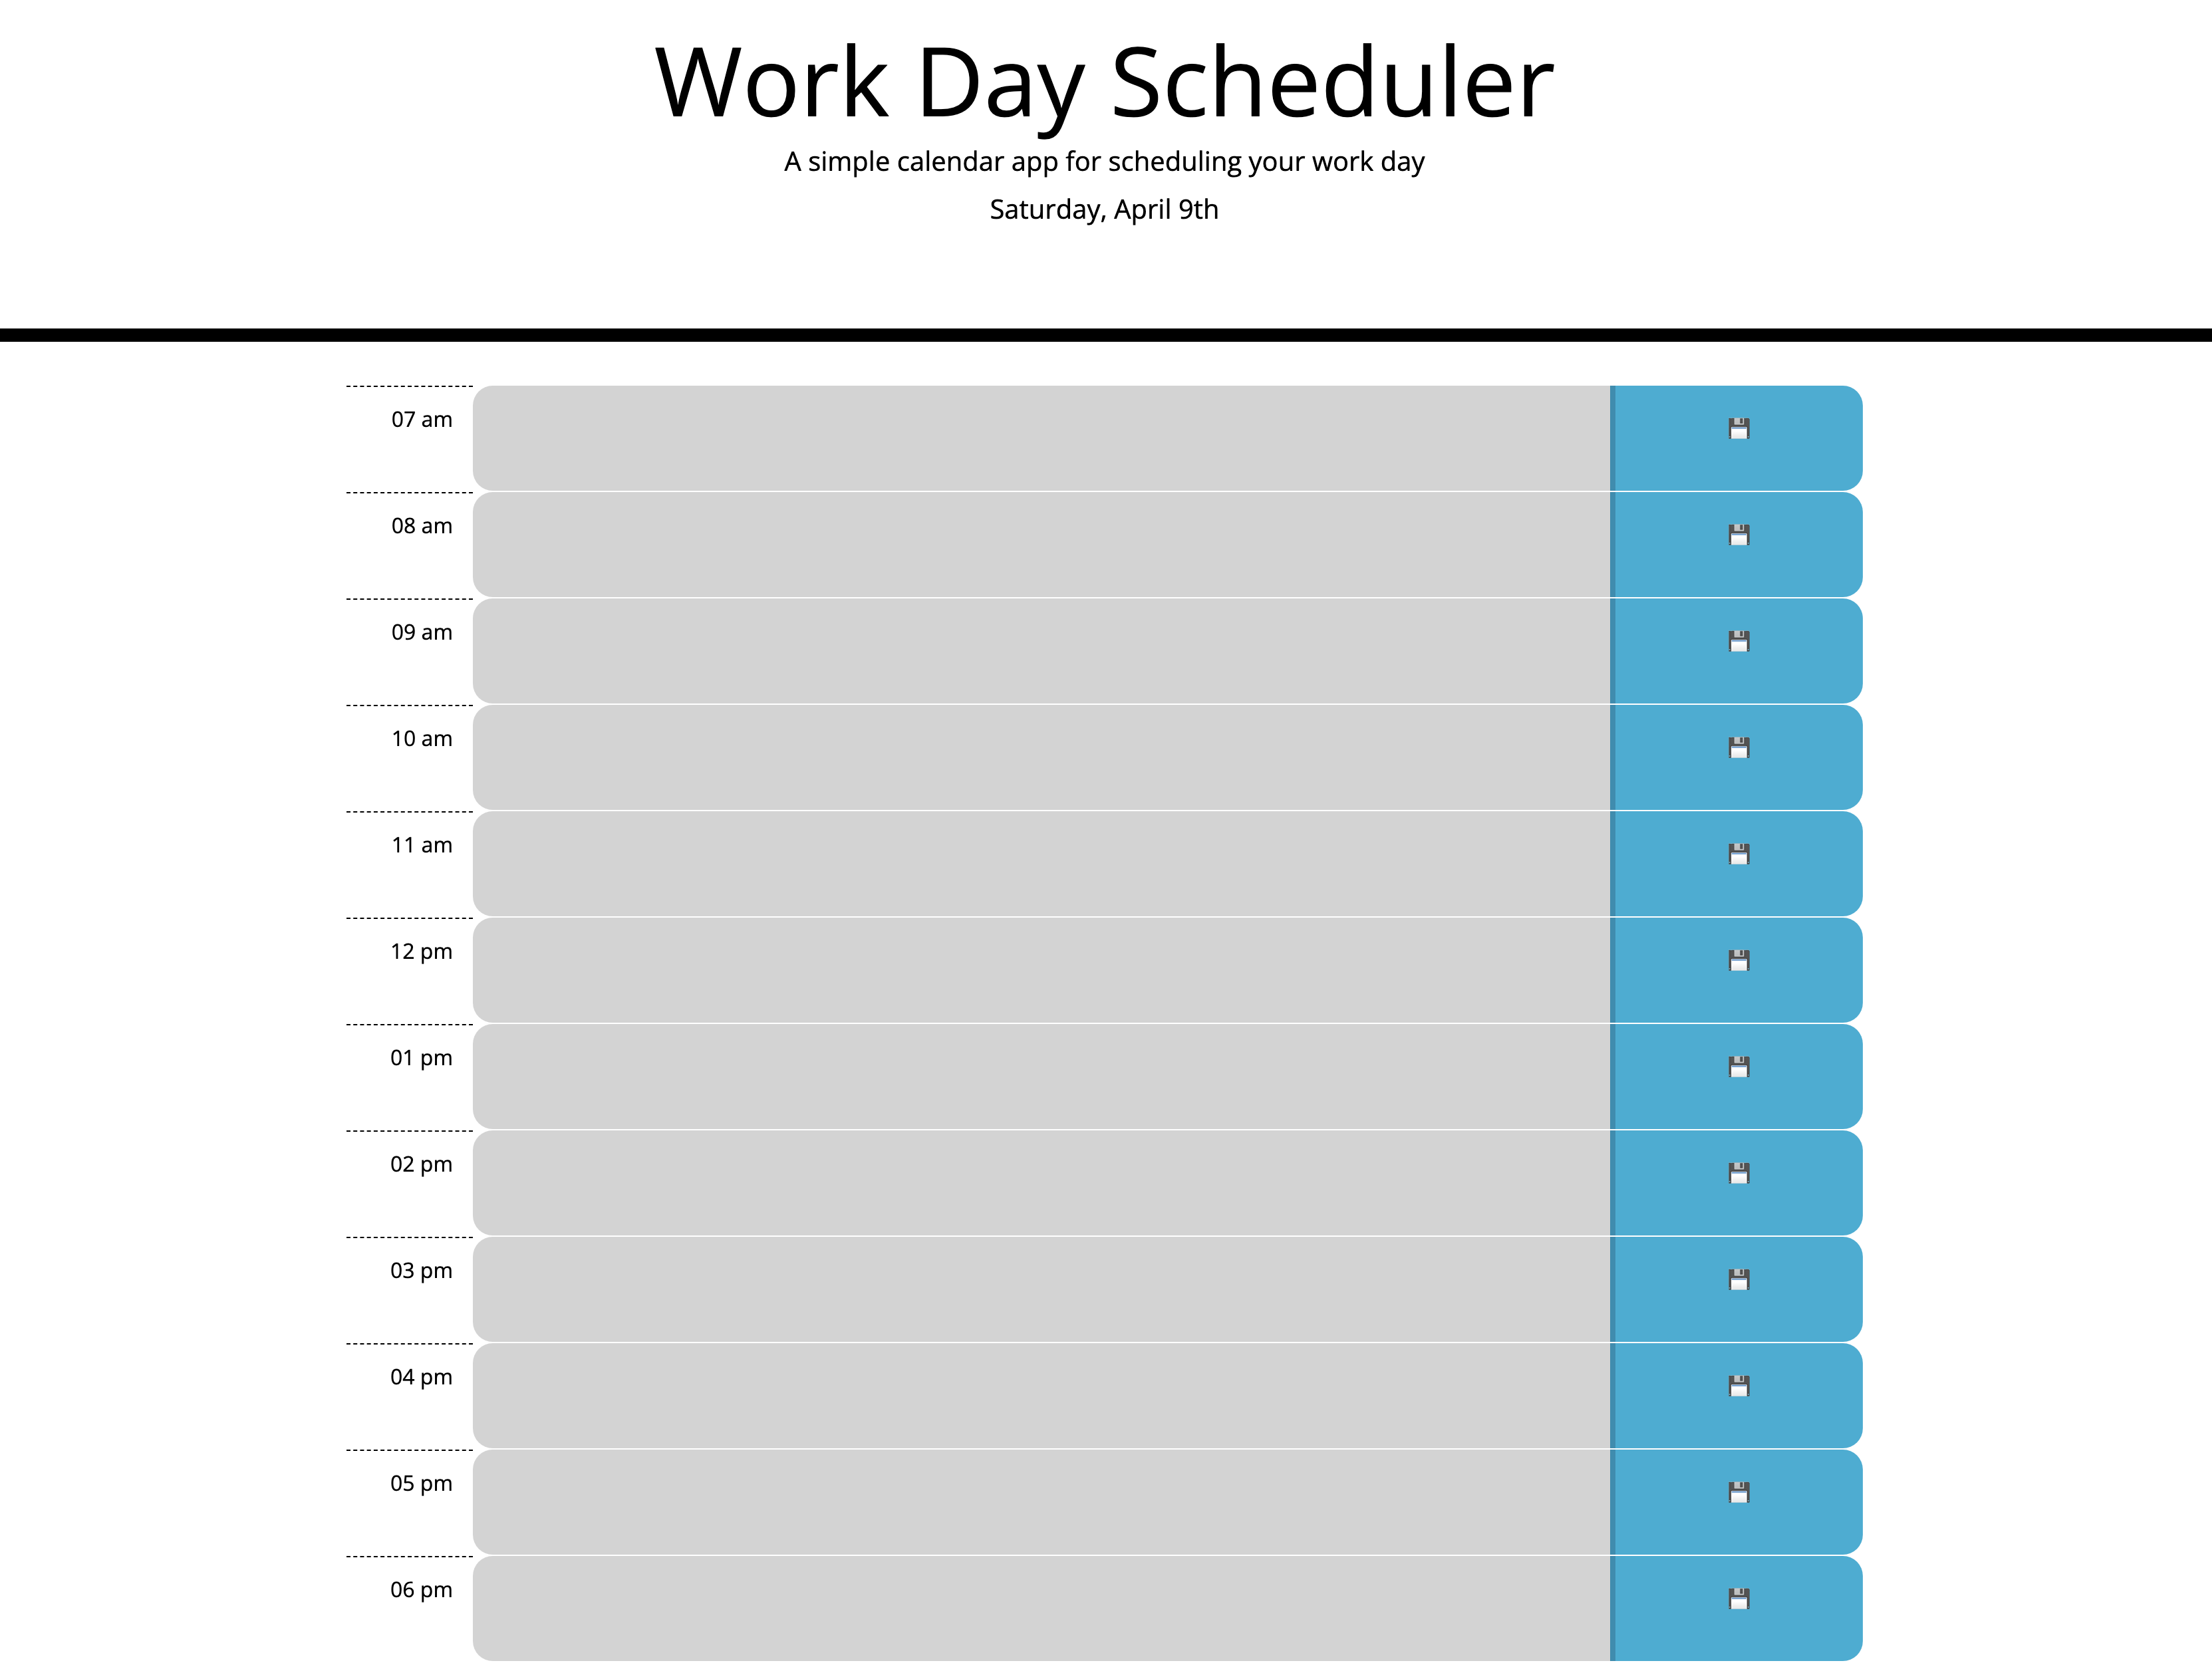 Work Day Scheduler
A simple calendar app for scheduling your work day
Saturday, April 9th
07 am
08 am
09 am
10 am
11 am
12 pm
01 pm
02 pm
03 pm
04 pm
05 pm
06 pm